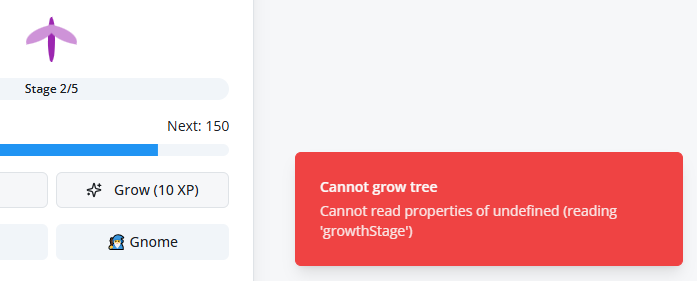 Stage 2/5
Next: 150
Grow (10 XP)
Gnome
Cannot grow tree
Cannot read properties of undefined (reading
'growthStage')